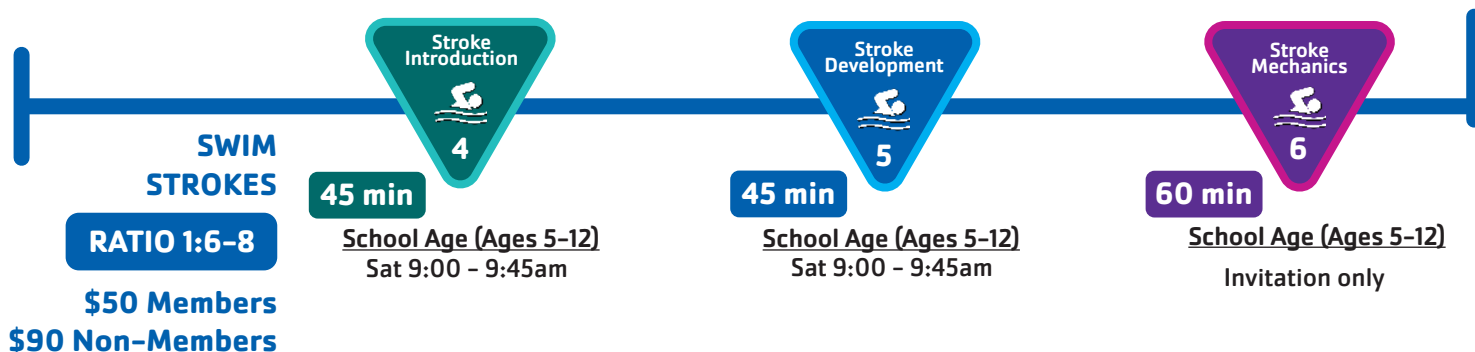 SWIM
STROKES
RATIO 1:6–8
$50 Members
$90 Non–Members
Stroke
Introduction
4
45 min
School Age (Ages 5–12)
Sat 9:00 – 9:45am
Stroke
Development
5
45 min
School Age (Ages 5–12)
Sat 9:00 – 9:45am
Stroke
Mechanics
6
60 min
School Age (Ages 5–12)
Invitation only